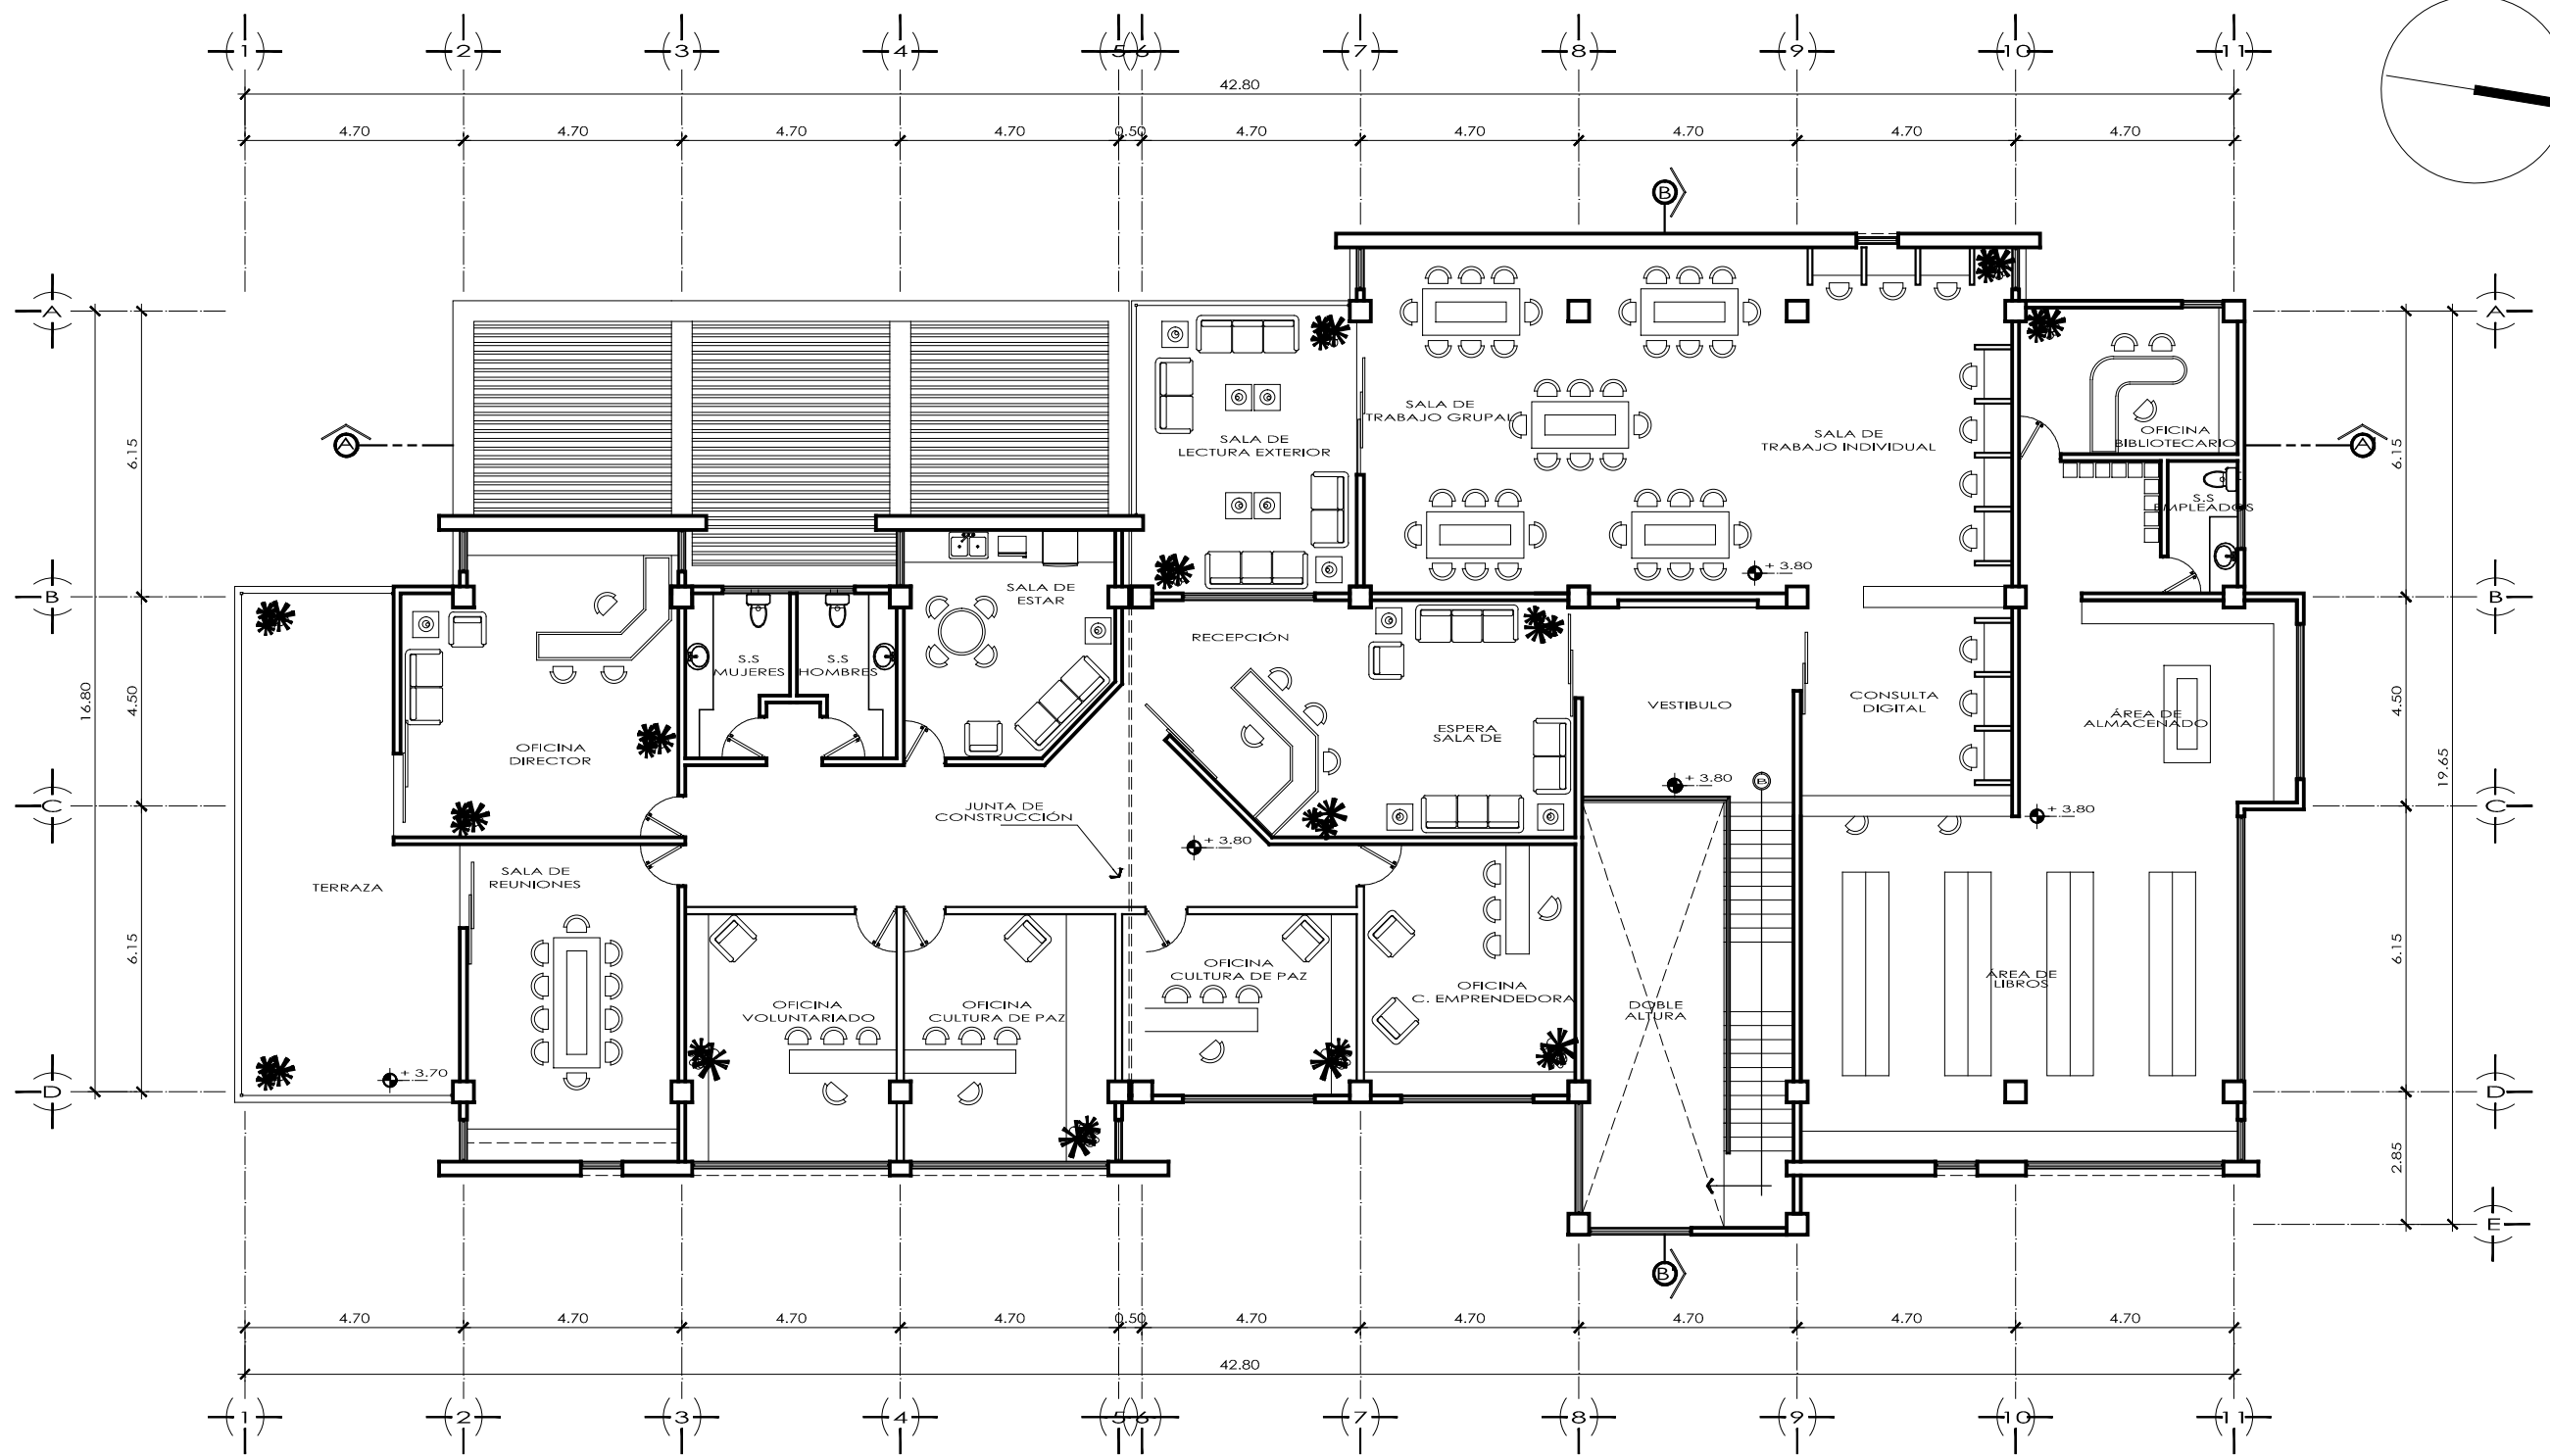 1 2 3 4 5 6 7 8 9 10 11
42.80
4.70 4.70 4.70 4.70 0.50 4.70 4.70 4.70 4.70 4.70
B
A A
6.15 6.15
A A
SALA DE
TRABAJO GRUPAL
SALA DE
LECTURA EXTERIOR
SALA DE
TRABAJO INDIVIDUAL
OFICINA
BIBLIOTECARIO
S.S
EMPLEADOS
+ 3.80
B B
SALA DE
ESTAR
RECEPCIÓN
S.S
MUJERES
S.S
HOMBRES
16.80
4.50 4.50
OFICINA
DIRECTOR
ESPERA
SALA DE
VESTIBULO
CONSULTA
DIGITAL
ÁREA DE
ALMACENADO
19.65
+ 3.80
B
C C
JUNTA DE
CONSTRUCCIÓN
+ 3.80
+ 3.80
TERRAZA
SALA DE
REUNIONES
6.15 6.15
OFICINA
VOLUNTARIADO
OFICINA
CULTURA DE PAZ
OFICINA
CULTURA DE PAZ
OFICINA
C. EMPRENDEDORA
DOBLE
ALTURA
ÁREA DE
LIBROS
+ 3.70
D D
2.85
E
B'
4.70 4.70 4.70 4.70 0.50 4.70 4.70 4.70 4.70 4.70
42.80
1 2 3 4 5 6 7 8 9 10 11